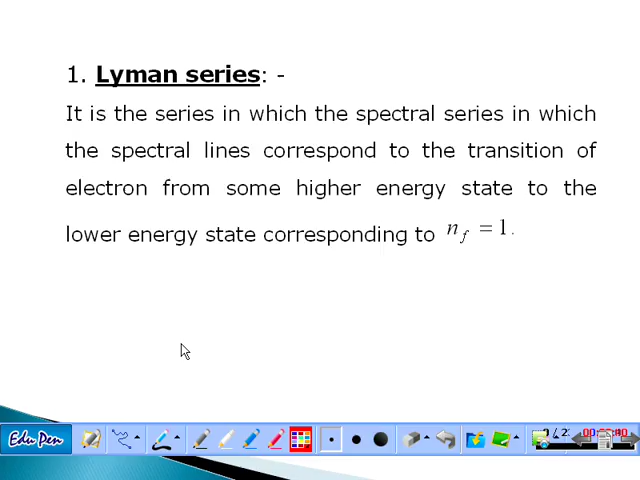 1. Lyman series: -
It is the series in which the spectral series in which
the spectral lines correspond to the transition of
electron from some higher energy state to the
lower energy state corresponding to n_f = 1.
Edu Pen